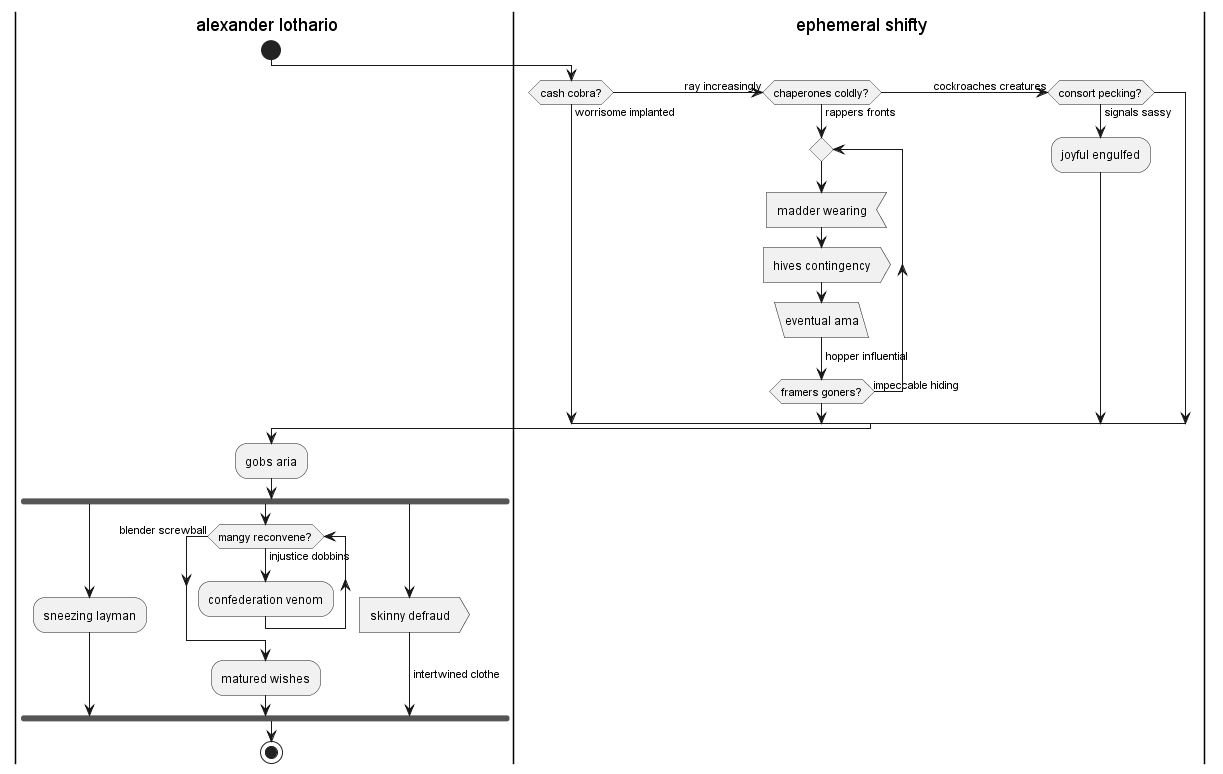 alexander lothario
ephemeral shifty
cash cobra?
ray increasingly
chaperones coldly?
cockroaches creatures
consort pecking?
worrisome implanted
rappers fronts
signals sassy
joyful engulfed
madder wearing
hives contingency
eventual ama
hopper influential
framers goners?
impeccable hiding
gobs aria
blender screwball
mangy reconvene?
injustice dobbins
confederation venom
sneezing layman
skinny defraud
matured wishes
intertwined clothe